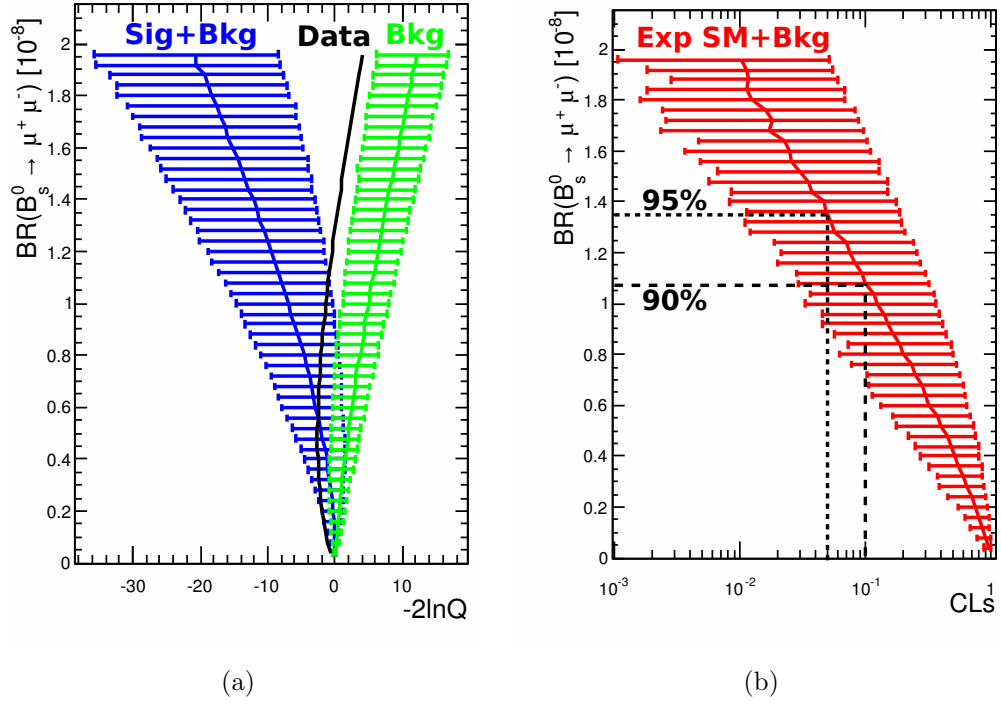 Sig+Bkg Data Bkg
BR(B⁰ₛ → μ⁺ μ⁻) [10⁻⁸]
2
1.8
1.6
1.4
1.2
1
0.8
0.6
0.4
0.2
0
-30 -20 -10 0 10
-2lnQ
(a)
Exp SM+Bkg
BR(B⁰ₛ → μ⁺ μ⁻) [10⁻⁸]
2
1.8
1.6
1.4
95%
1.2
1
90%
0.8
0.6
0.4
0.2
0
10⁻³ 10⁻² 10⁻¹ 1
CLs
(b)